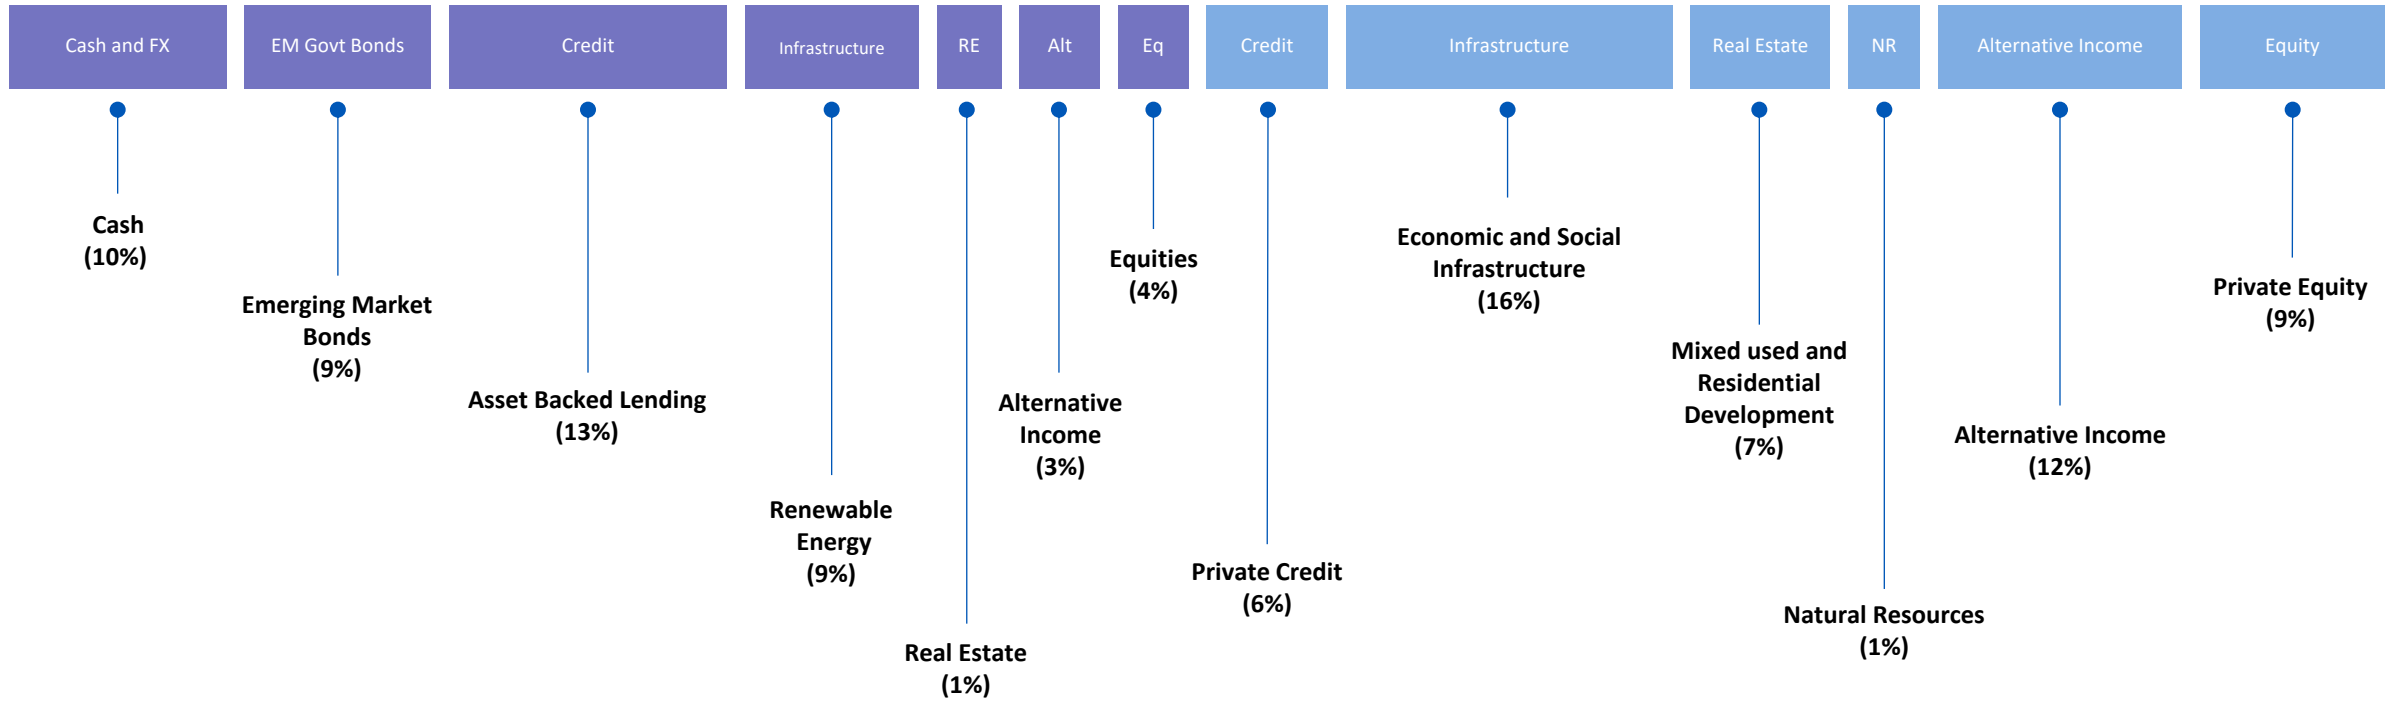 Cash and FX
EM Govt Bonds
Credit
Infrastructure
RE
Alt
Eq
Credit
Infrastructure
Real Estate
NR
Alternative Income
Equity
Cash
(10%)
Emerging Market
Bonds
(9%)
Asset Backed Lending
(13%)
Renewable
Energy
(9%)
Real Estate
(1%)
Alternative
Income
(3%)
Equities
(4%)
Private Credit
(6%)
Economic and Social
Infrastructure
(16%)
Mixed used and
Residential
Development
(7%)
Natural Resources
(1%)
Alternative Income
(12%)
Private Equity
(9%)